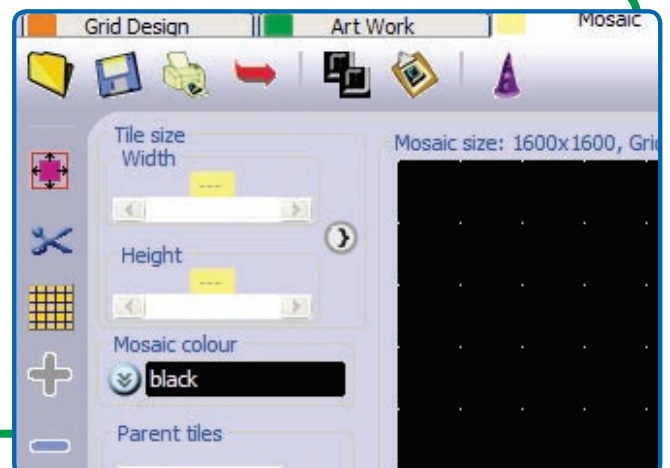 Grid Design Art Work Mosaic
Tile size
Width
---
Height
---
Mosaic colour
black
Parent tiles
Mosaic size: 1600x1600, Gri